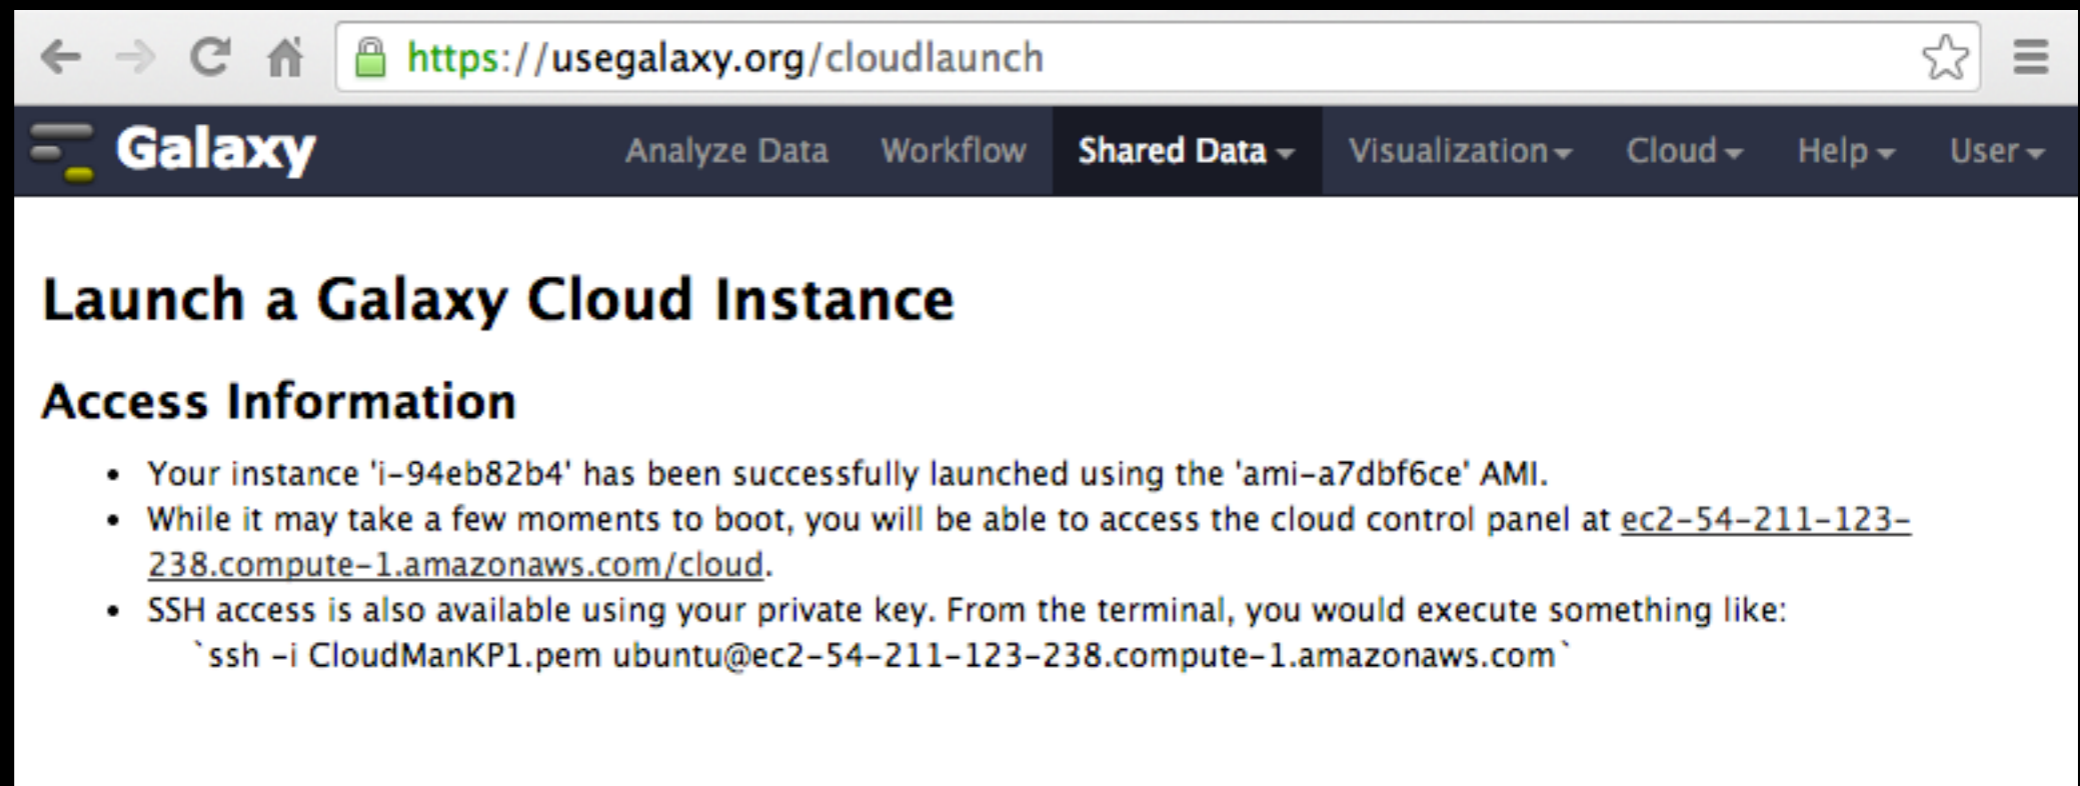 https://usegalaxy.org/cloudlaunch
Galaxy Analyze Data Workflow Shared Data Visualization Cloud Help User
Launch a Galaxy Cloud Instance
Access Information
• Your instance 'i-94eb82b4' has been successfully launched using the 'ami-a7dbf6ce' AMI.
• While it may take a few moments to boot, you will be able to access the cloud control panel at ec2-54-211-123-
238.compute-1.amazonaws.com/cloud.
• SSH access is also available using your private key. From the terminal, you would execute something like:
`ssh -i CloudManKP1.pem ubuntu@ec2-54-211-123-238.compute-1.amazonaws.com`